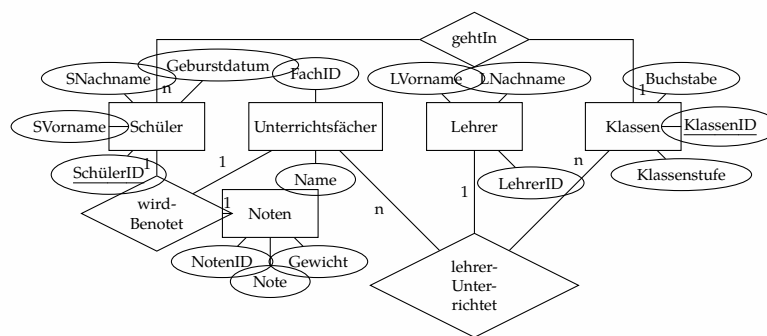 gehtIn
SNachname
Geburstdatum
FachID
LVorname
LNachname
Buchstabe
n
1
SVorname
Schüler
Unterrichtsfächer
Lehrer
Klassen
KlassenID
1
1
n
SchülerID
Name
LehrerID
Klassenstufe
wird-
Benotet
1
Noten
n
1
NotenID
Gewicht
Note
lehrer-
Unter-
richtet